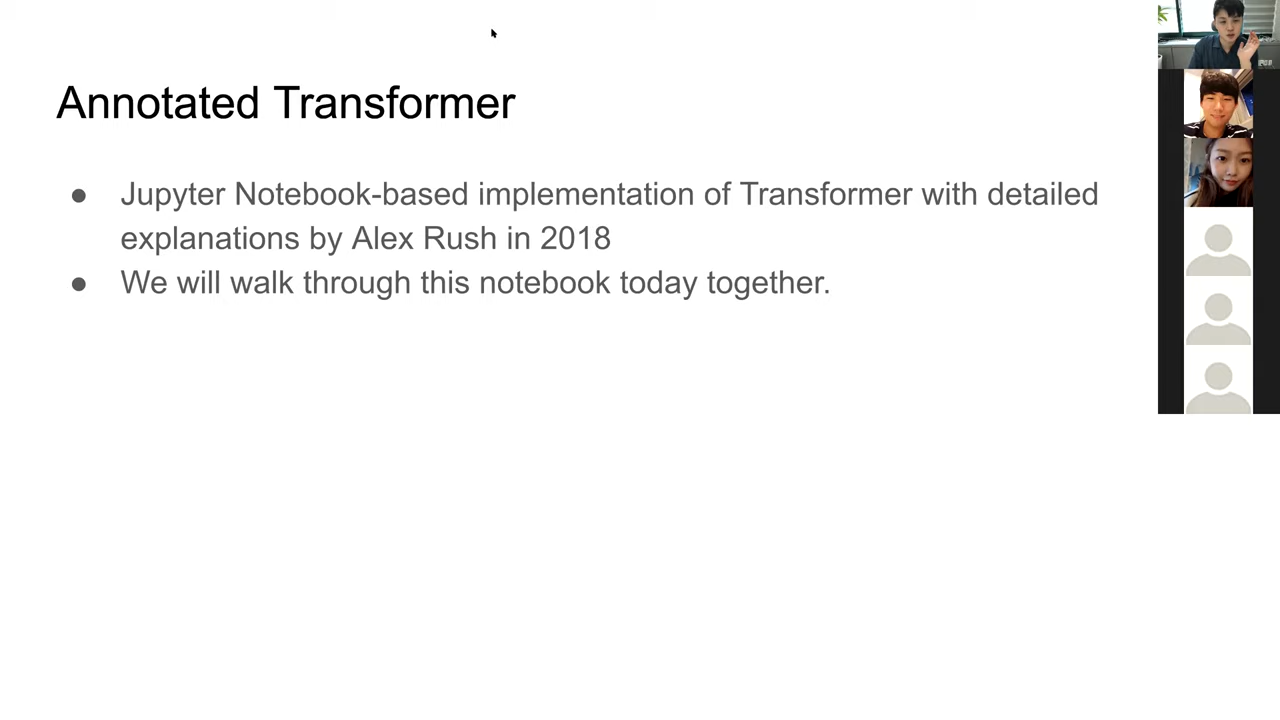 Annotated Transformer
● Jupyter Notebook-based implementation of Transformer with detailed
explanations by Alex Rush in 2018
● We will walk through this notebook today together.